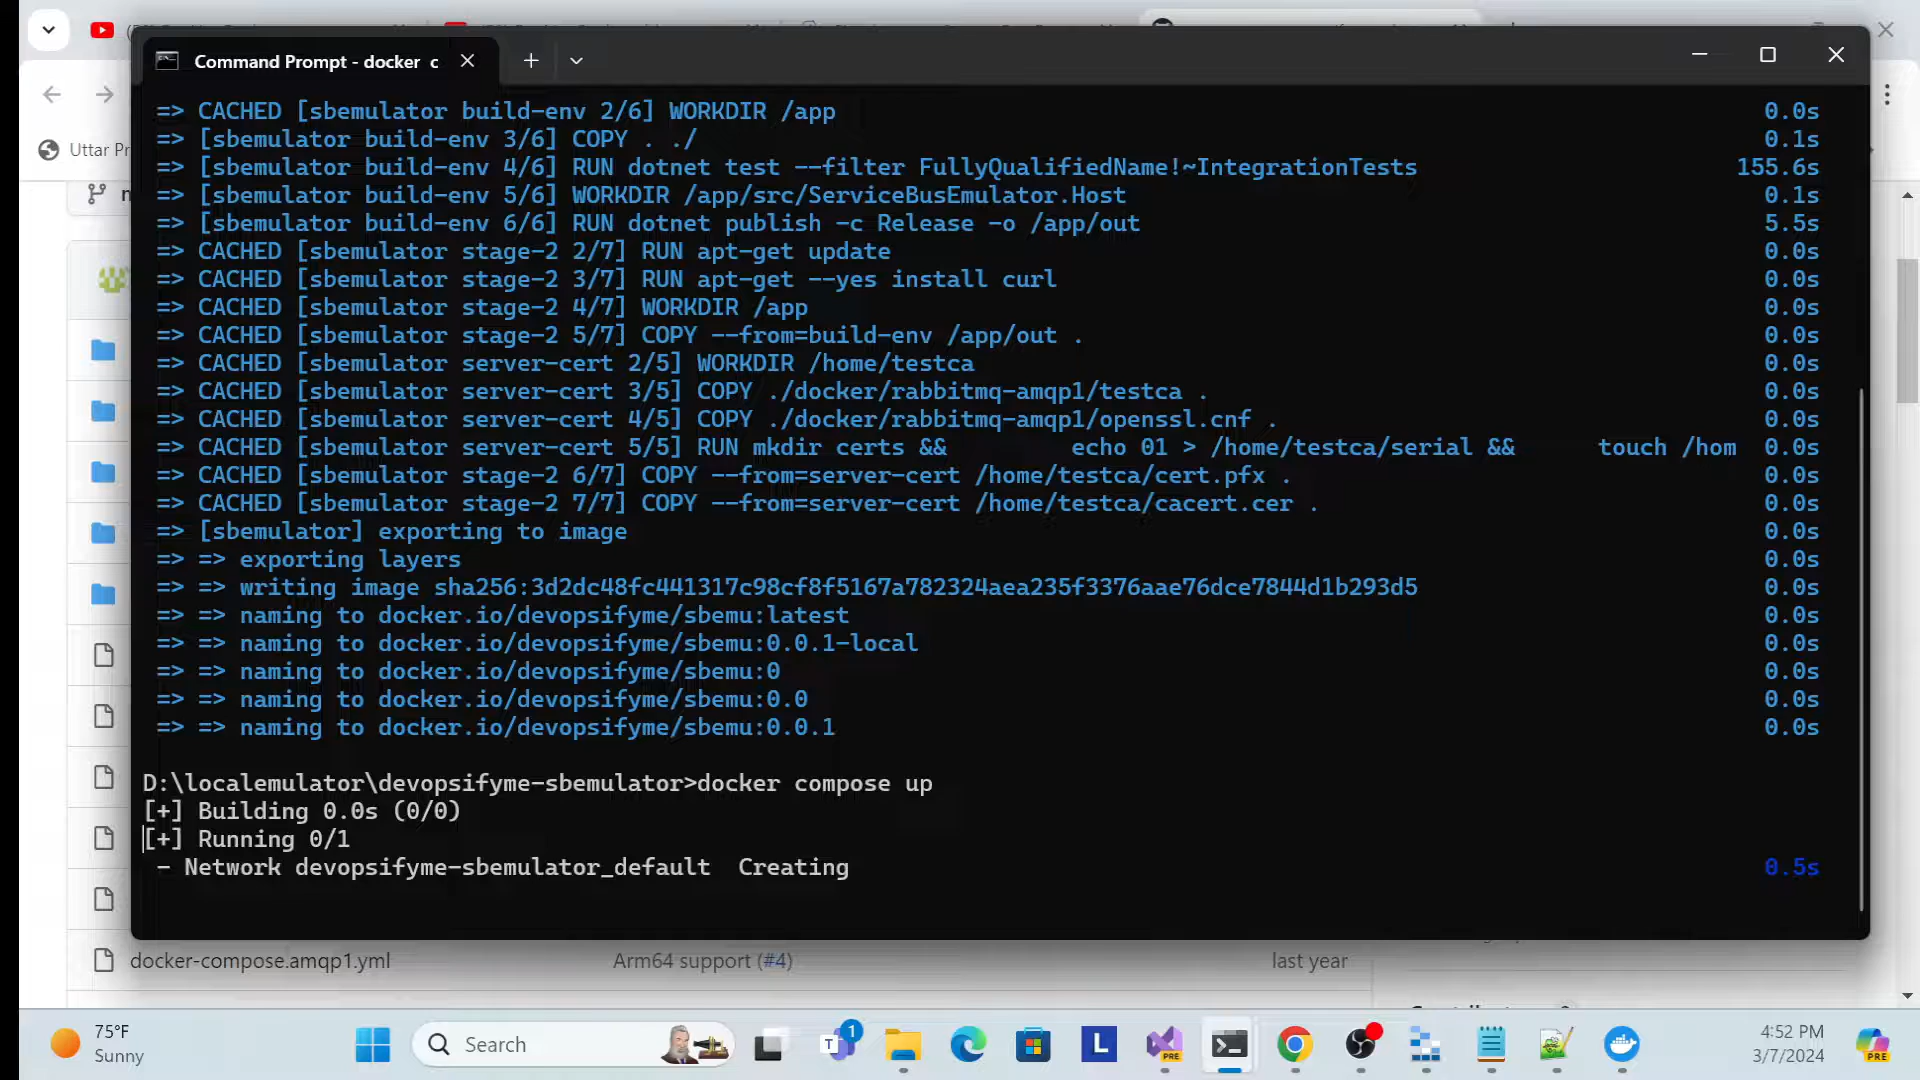 Command Prompt - docker c
=> CACHED [sbemulator build-env 2/6] WORKDIR /app 0.0s
=> [sbemulator build-env 3/6] COPY . ./ 0.1s
=> [sbemulator build-env 4/6] RUN dotnet test --filter FullyQualifiedName!~IntegrationTests 155.6s
=> [sbemulator build-env 5/6] WORKDIR /app/src/ServiceBusEmulator.Host 0.1s
=> [sbemulator build-env 6/6] RUN dotnet publish -c Release -o /app/out 5.5s
=> CACHED [sbemulator stage-2 2/7] RUN apt-get update 0.0s
=> CACHED [sbemulator stage-2 3/7] RUN apt-get --yes install curl 0.0s
=> CACHED [sbemulator stage-2 4/7] WORKDIR /app 0.0s
=> CACHED [sbemulator stage-2 5/7] COPY --from=build-env /app/out . 0.0s
=> CACHED [sbemulator server-cert 2/5] WORKDIR /home/testca 0.0s
=> CACHED [sbemulator server-cert 3/5] COPY ./docker/rabbitmq-amqp1/testca . 0.0s
=> CACHED [sbemulator server-cert 4/5] COPY ./docker/rabbitmq-amqp1/openssl.cnf . 0.0s
=> CACHED [sbemulator server-cert 5/5] RUN mkdir certs && echo 01 > /home/testca/serial && touch /hom 0.0s
=> CACHED [sbemulator stage-2 6/7] COPY --from=server-cert /home/testca/cert.pfx . 0.0s
=> CACHED [sbemulator stage-2 7/7] COPY --from=server-cert /home/testca/cacert.cer . 0.0s
=> [sbemulator] exporting to image 0.0s
=> => exporting layers 0.0s
=> => writing image sha256:3d2dc48fc441317c98cf8f5167a782324aea235f3376aae76dce7844d1b293d5 0.0s
=> => naming to docker.io/devopsifyme/sbemu:latest 0.0s
=> => naming to docker.io/devopsifyme/sbemu:0.0.1-local 0.0s
=> => naming to docker.io/devopsifyme/sbemu:0 0.0s
=> => naming to docker.io/devopsifyme/sbemu:0.0 0.0s
=> => naming to docker.io/devopsifyme/sbemu:0.0.1 0.0s
D:\localemulator\devopsifyme-sbemulator>docker compose up
[+] Building 0.0s (0/0)
[+] Running 0/1
- Network devopsifyme-sbemulator_default Creating 0.5s
Uttar Pr
docker-compose.amqp1.yml Arm64 support (#4) last year
75°F
Sunny
Search
1
T
L
PRE
4:52 PM
3/7/2024
PRE